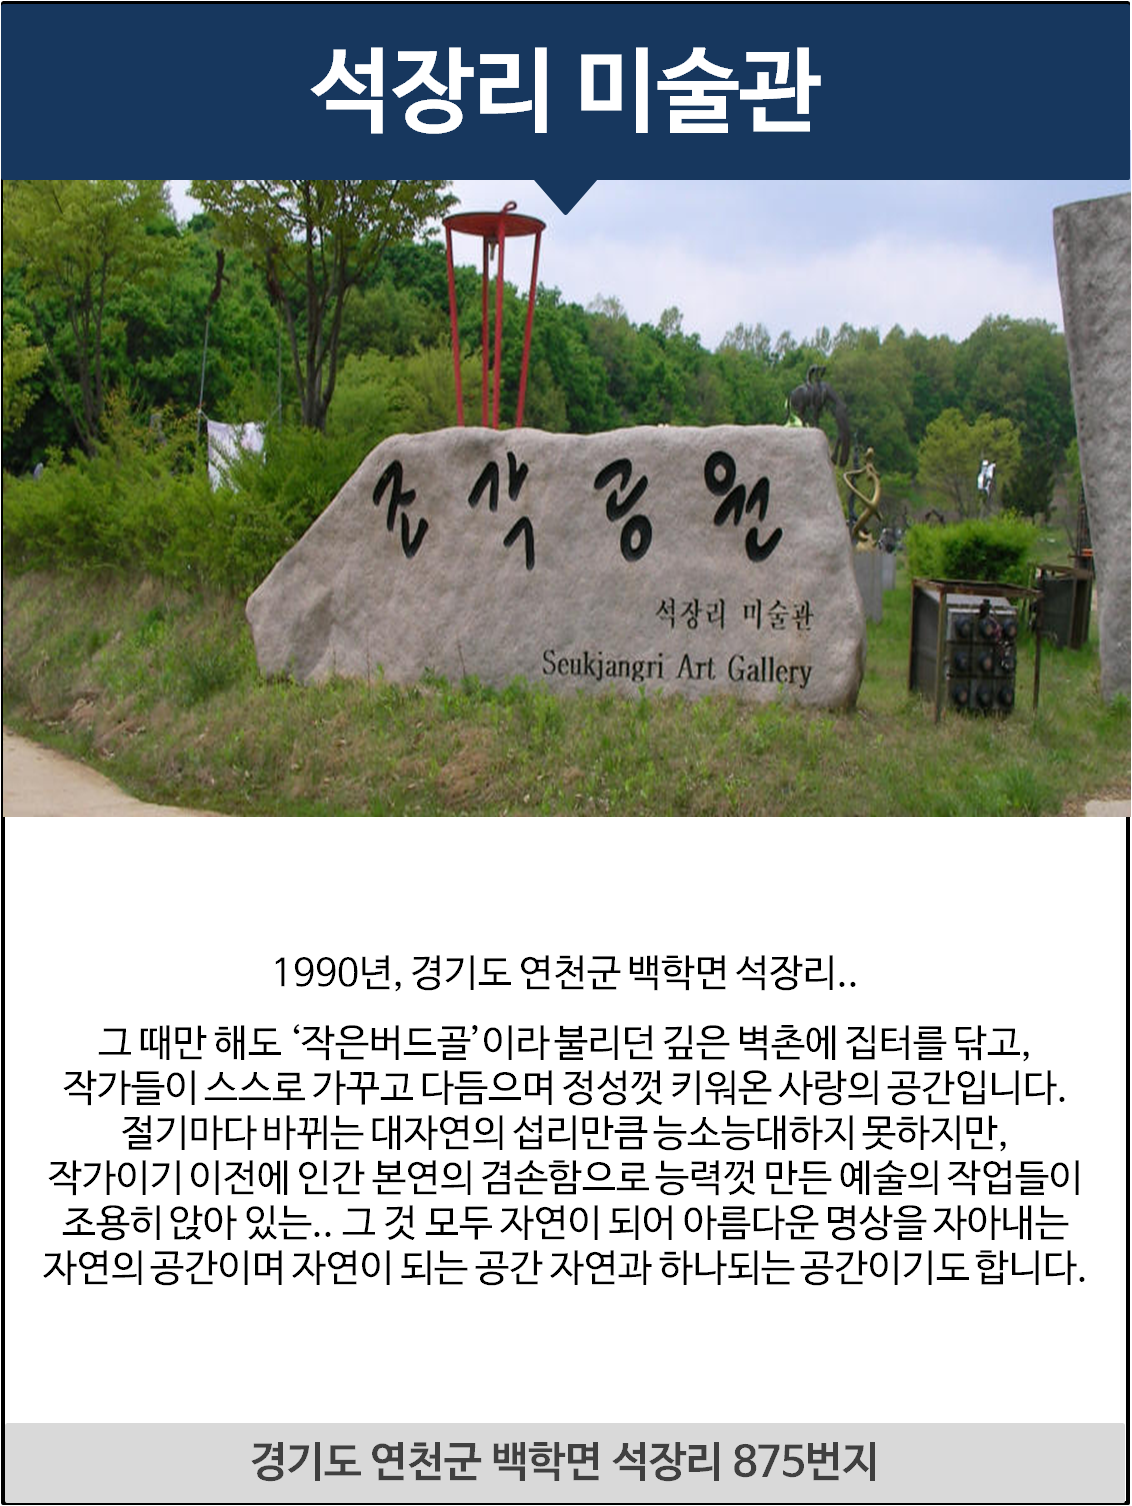 석장리 미술관
조각공원
석장리 미술관
Seukjangri Art Gallery
1990년, 경기도 연천군 백학면 석장리..
그 때만 해도 ‘작은버드골’이라 불리던 깊은 벽촌에 집터를 닦고,
작가들이 스스로 가꾸고 다듬으며 정성껏 키워온 사랑의 공간입니다.
절기마다 바뀌는 대자연의 섭리만큼 능소능대하지 못하지만,
작가이기 이전에 인간 본연의 겸손함으로 능력껏 만든 예술의 작업들이
조용히 앉아 있는.. 그 것 모두 자연이 되어 아름다운 명상을 자아내는
자연의 공간이며 자연이 되는 공간 자연과 하나되는 공간이기도 합니다.
경기도 연천군 백학면 석장리 875번지